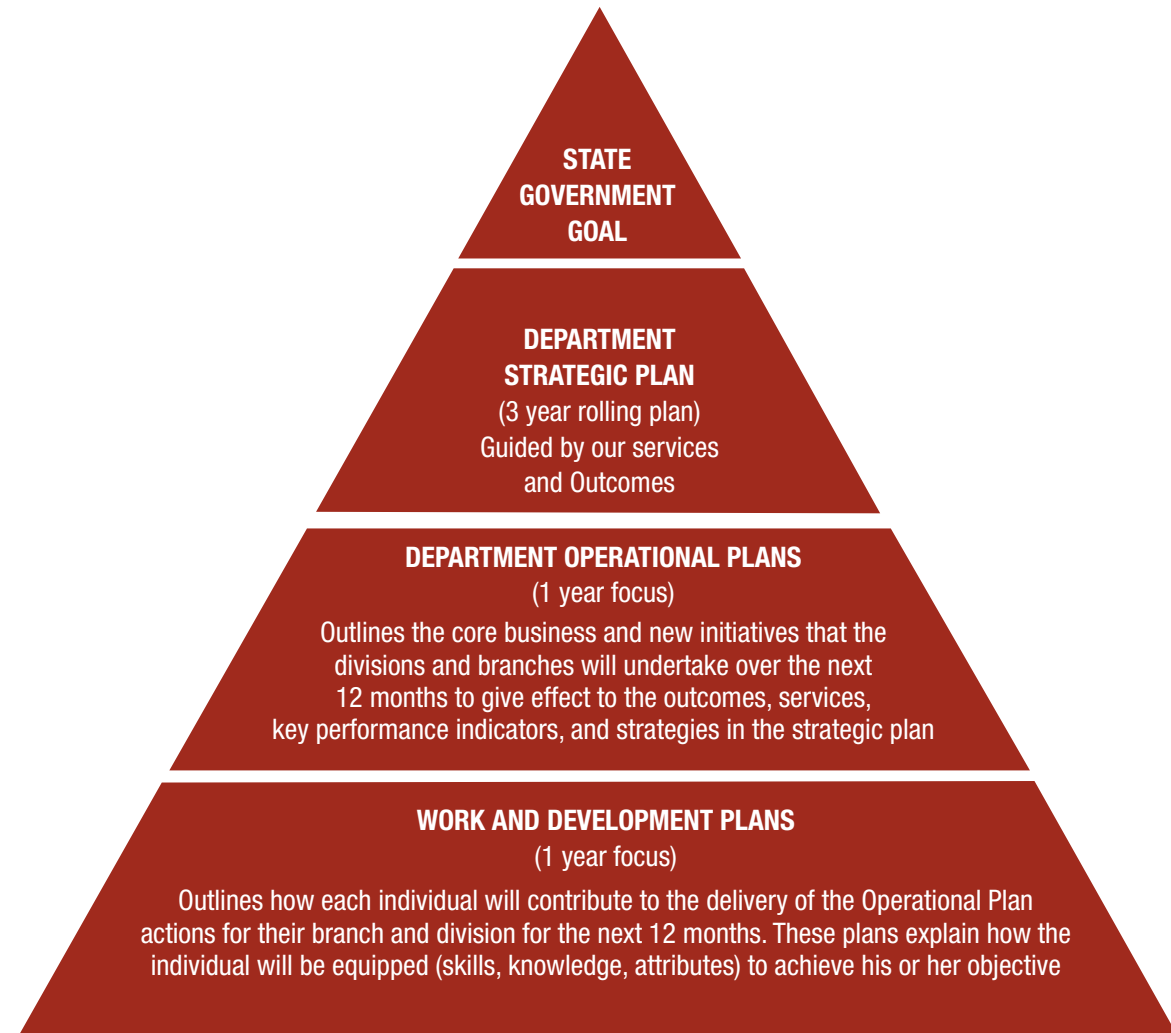 STATE
GOVERNMENT
GOAL
DEPARTMENT
STRATEGIC PLAN
(3 year rolling plan)
Guided by our services
and Outcomes
DEPARTMENT OPERATIONAL PLANS
(1 year focus)
Outlines the core business and new initiatives that the
divisions and branches will undertake over the next
12 months to give effect to the outcomes, services,
key performance indicators, and strategies in the strategic plan
WORK AND DEVELOPMENT PLANS
(1 year focus)
Outlines how each individual will contribute to the delivery of the Operational Plan
actions for their branch and division for the next 12 months. These plans explain how the
individual will be equipped (skills, knowledge, attributes) to achieve his or her objective